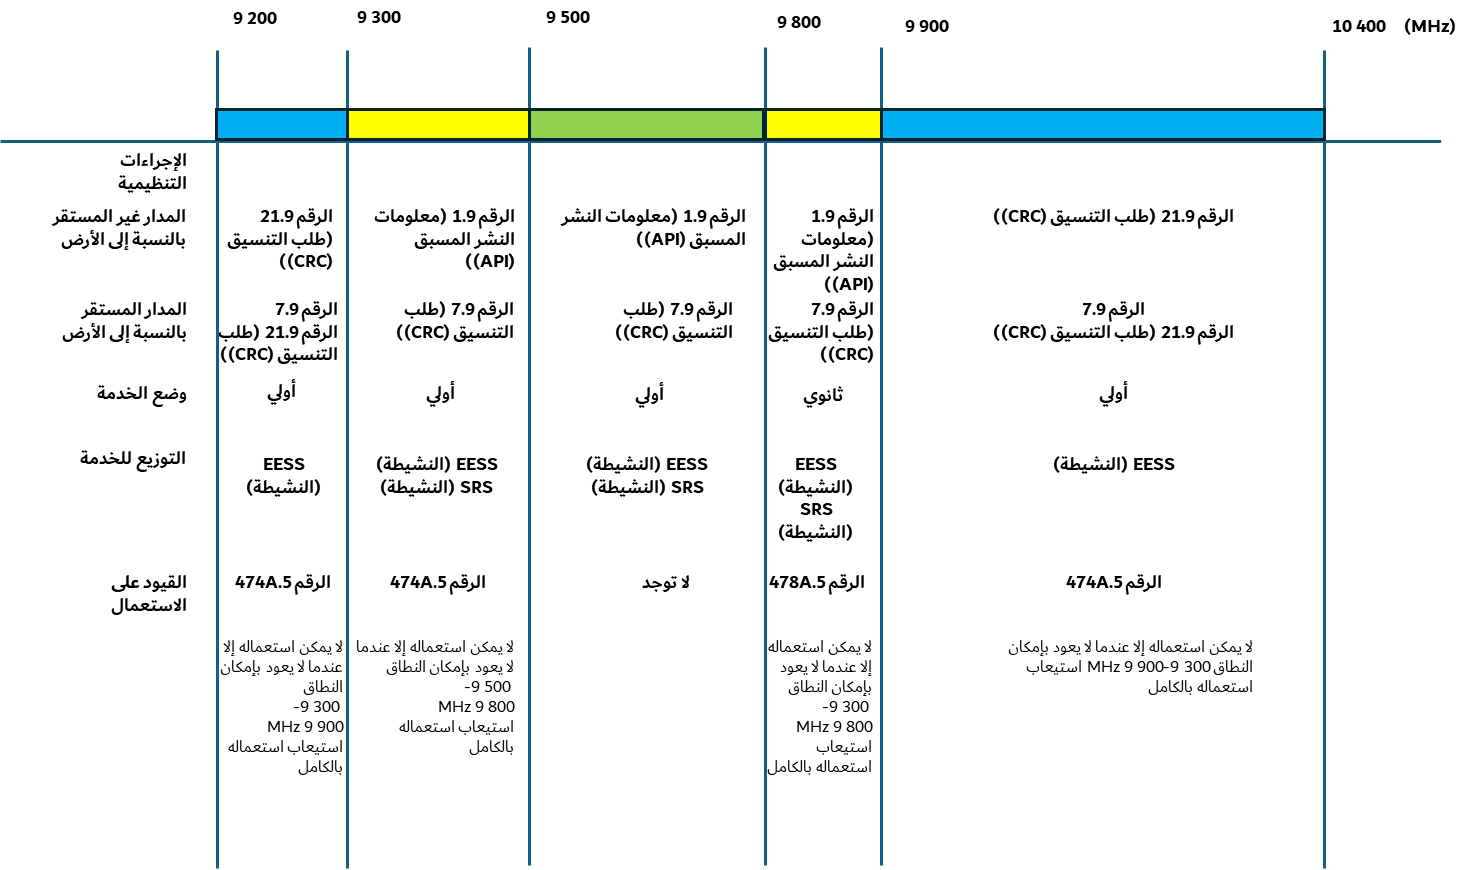 9 200
9 300
9 500
9 800
9 900
10 400 (MHz)
الإجراءات
التنظيمية
المدار غير المستقر
بالنسبة إلى الأرض
الرقم 21.9
(طلب التنسيق
(CRC))
الرقم 1.9 (معلومات
النشر المسبق
(API))
الرقم 1.9 (معلومات النشر
المسبق (API))
الرقم 1.9
(معلومات
النشر المسبق
(API))
الرقم 21.9 (طلب التنسيق (CRC))
المدار المستقر
بالنسبة إلى الأرض
الرقم 7.9
الرقم 21.9 (طلب
التنسيق (CRC))
الرقم 7.9 (طلب
التنسيق (CRC))
الرقم 7.9 (طلب
التنسيق (CRC))
الرقم 7.9
(طلب التنسيق
(CRC))
الرقم 7.9
الرقم 21.9 (طلب التنسيق (CRC))
وضع الخدمة
أولي
أولي
أولي
ثانوي
أولي
التوزيع للخدمة
EESS
(النشيطة)
EESS (النشيطة)
SRS (النشيطة)
EESS (النشيطة)
SRS (النشيطة)
EESS
(النشيطة)
SRS
(النشيطة)
EESS (النشيطة)
القيود على
الاستعمال
الرقم 474A.5
الرقم 474A.5
لا توجد
الرقم 478A.5
الرقم 474A.5
لا يمكن استعماله إلا
عندما لا يعود بإمكان
النطاق
9 300-
9 900 MHz
استيعاب استعماله
بالكامل
لا يمكن استعماله إلا عندما
لا يعود بإمكان النطاق
9 500-
9 800 MHz
استيعاب استعماله
بالكامل
لا يمكن استعماله
إلا عندما لا يعود
بإمكان النطاق
9 300-
9 800 MHz
استيعاب
استعماله بالكامل
لا يمكن استعماله إلا عندما لا يعود بإمكان
النطاق 9 300-9 900 MHz استيعاب
استعماله بالكامل